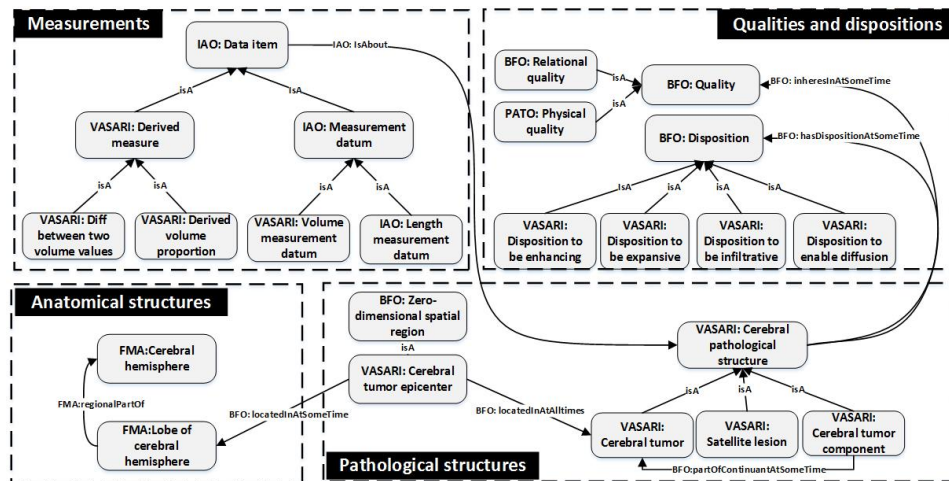 Measurements
IAO: Data item
IAO: IsAbout
isA
IsA
VASARI: Derived
measure
IAO: Measurement
datum
isA
isA
isA
isA
VASARI: Diff
between two
volume values
VASARI: Derived
volume
proportion
VASARI: Volume
measurement
datum
IAO: Length
measurement
datum
Qualities and dispositions
BFO: Relational
quality
isA
BFO: Quality
BFO: inheresInAtSomeTime
PATO: Physical
quality
isA
BFO: Disposition
BFO: hasDispositionAtSomeTime
IsA
isA
isA
isA
VASARI:
Disposition to
be enhancing
VASARI:
Disposition to
be expansive
VASARI:
Disposition to
be infiltrative
VASARI:
Disposition to
enable diffusion
Anatomical structures
FMA:Cerebral
hemisphere
FMA:regionalPartOf
FMA:Lobe of
cerebral
hemisphere
BFO: locatedInAtSomeTime
BFO: Zero-
dimensional spatial
region
isA
VASARI: Cerebral
tumor epicenter
BFO: locatedInAtAlltimes
VASARI: Cerebral
pathological
structure
isA
isA
isA
VASARI:
Cerebral tumor
VASARI:
Satellite lesion
VASARI:
Cerebral tumor
component
BFO:partOfContinuantAtSomeTime
Pathological structures